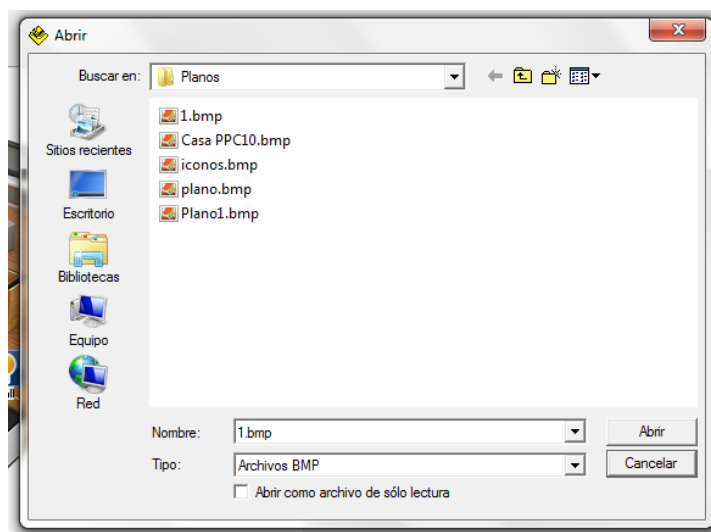 Abrir
Buscar en: Planos
Sitios recientes
Escritorio
Bibliotecas
Equipo
Red
1.bmp
Casa PPC10.bmp
iconos.bmp
plano.bmp
Plano1.bmp
Nombre: 1.bmp Abrir
Tipo: Archivos BMP Cancelar
Abrir como archivo de sólo lectura